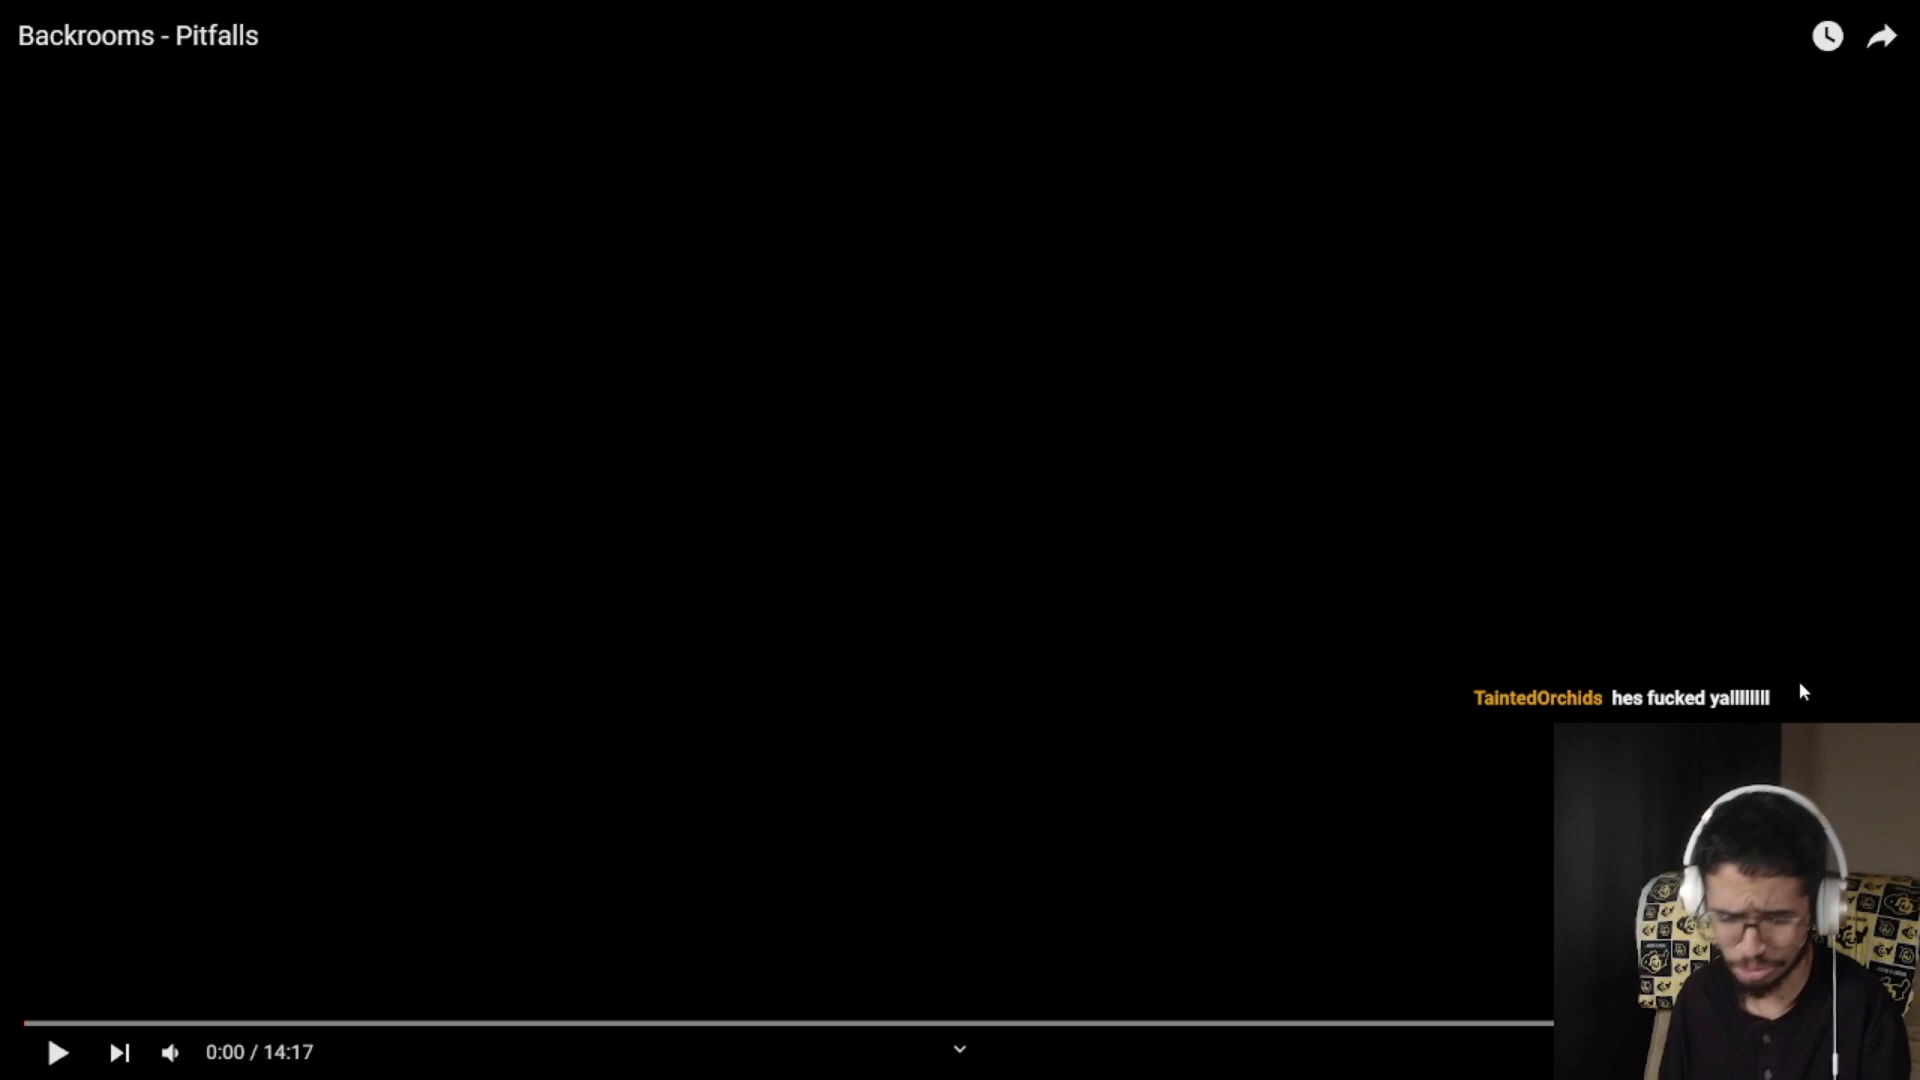 Backrooms - Pitfalls
TaintedOrchids hes fucked yallllllll
0:00 / 14:17